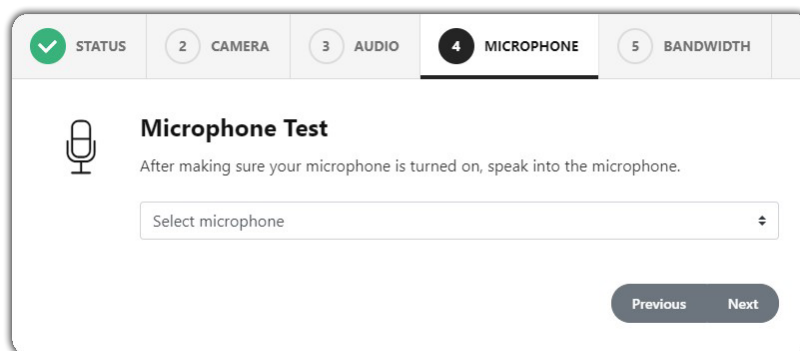 STATUS
2 CAMERA
3 AUDIO
4 MICROPHONE
5 BANDWIDTH
Microphone Test
After making sure your microphone is turned on, speak into the microphone.
Select microphone
Previous Next